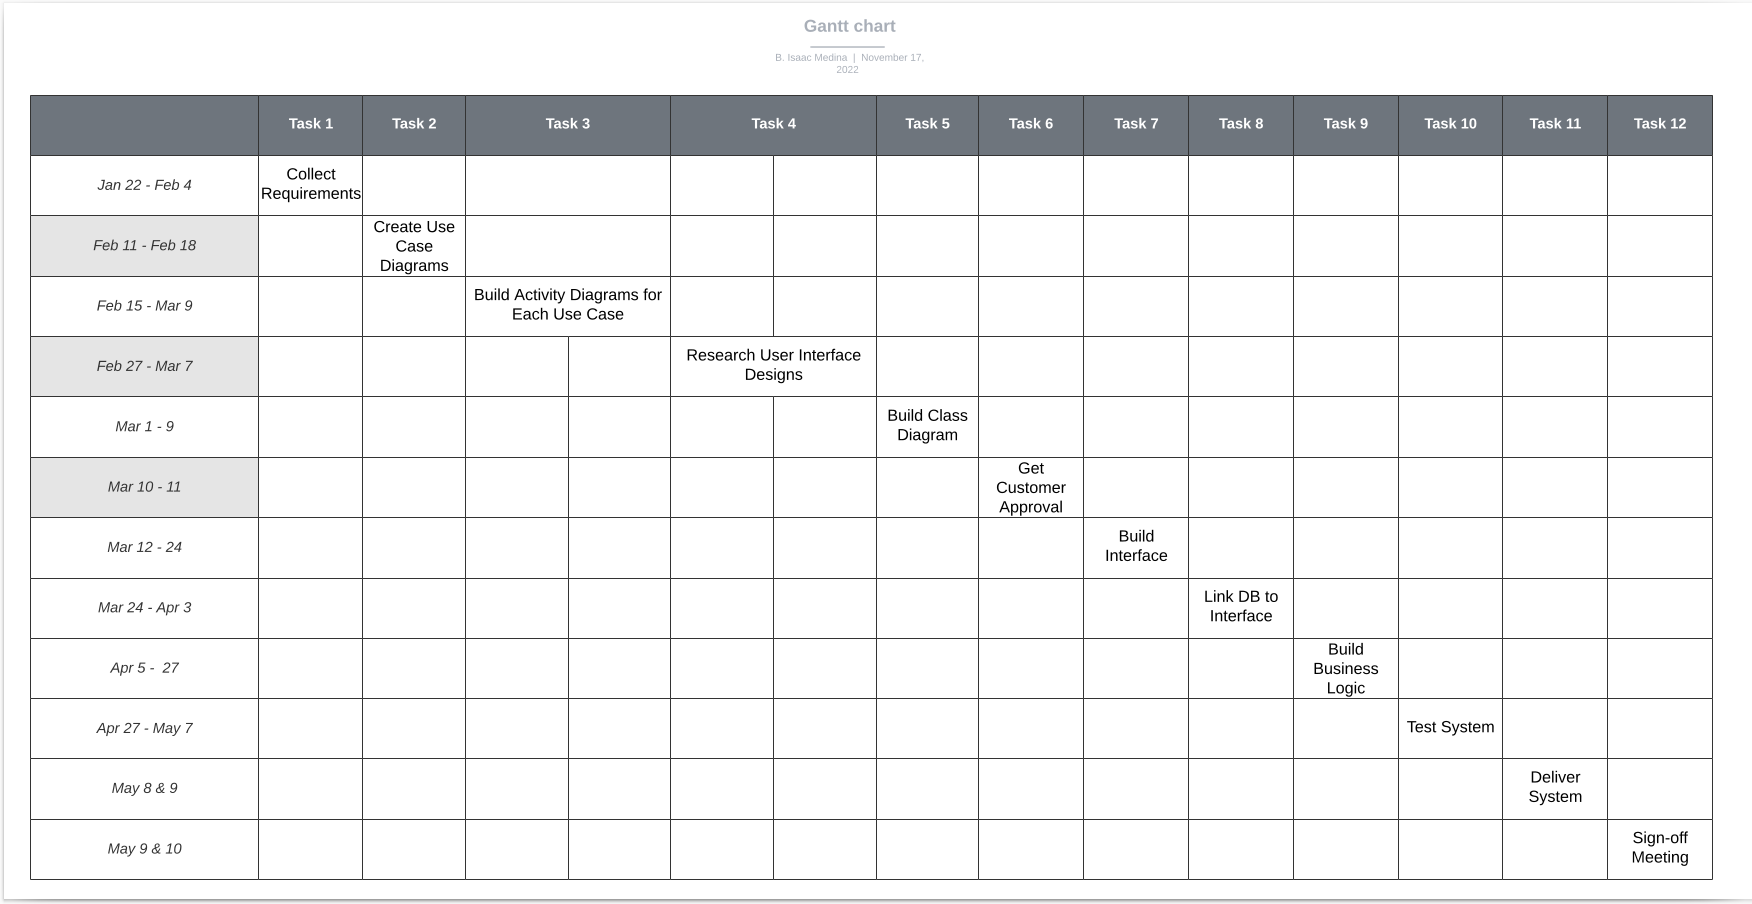 Gantt chart
B. Isaac Medina | November 17,
2022
Task 1 Task 2 Task 3 Task 4 Task 5 Task 6 Task 7 Task 8 Task 9 Task 10 Task 11 Task 12
Jan 22 - Feb 4
Collect
Requirements
Feb 11 - Feb 18
Create Use
Case
Diagrams
Feb 15 - Mar 9
Build Activity Diagrams for
Each Use Case
Feb 27 - Mar 7
Research User Interface
Designs
Mar 1 - 9
Build Class
Diagram
Mar 10 - 11
Get
Customer
Approval
Mar 12 - 24
Build
Interface
Mar 24 - Apr 3
Link DB to
Interface
Apr 5 - 27
Build
Business
Logic
Apr 27 - May 7
Test System
May 8 & 9
Deliver
System
May 9 & 10
Sign-off
Meeting